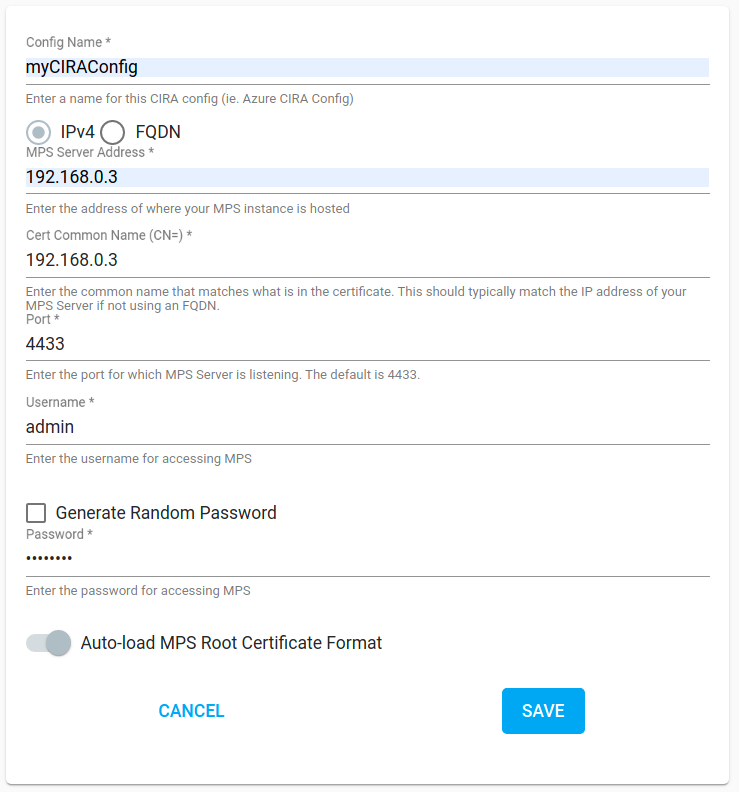 Config Name *
myCIRAConfig
Enter a name for this CIRA config (ie. Azure CIRA Config)
IPv4 FQDN
MPS Server Address *
192.168.0.3
Enter the address of where your MPS instance is hosted
Cert Common Name (CN=) *
192.168.0.3
Enter the common name that matches what is in the certificate. This should typically match the IP address of your
MPS Server if not using an FQDN.
Port *
4433
Enter the port for which MPS Server is listening. The default is 4433.
Username *
admin
Enter the username for accessing MPS
Generate Random Password
Password *
••••••••
Enter the password for accessing MPS
Auto-load MPS Root Certificate Format
CANCEL SAVE